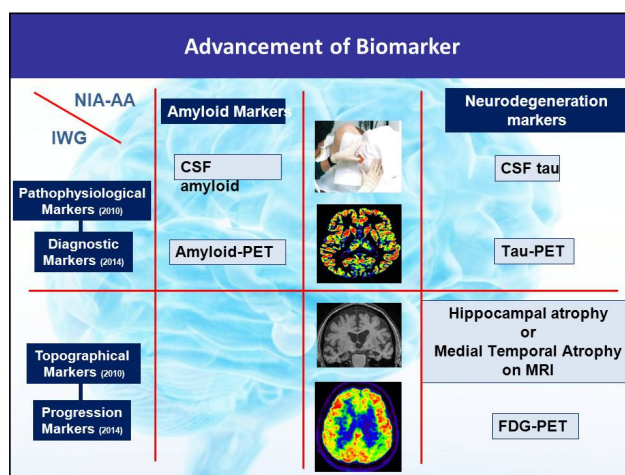 Advancement of Biomarker
NIA-AA
IWG
Amyloid Markers
Neurodegeneration
markers
CSF
amyloid
CSF tau
Pathophysiological
Markers (2010)
Diagnostic
Markers (2014)
Amyloid-PET
Tau-PET
Hippocampal atrophy
or
Medial Temporal Atrophy
on MRI
Topographical
Markers (2010)
Progression
Markers (2014)
FDG-PET